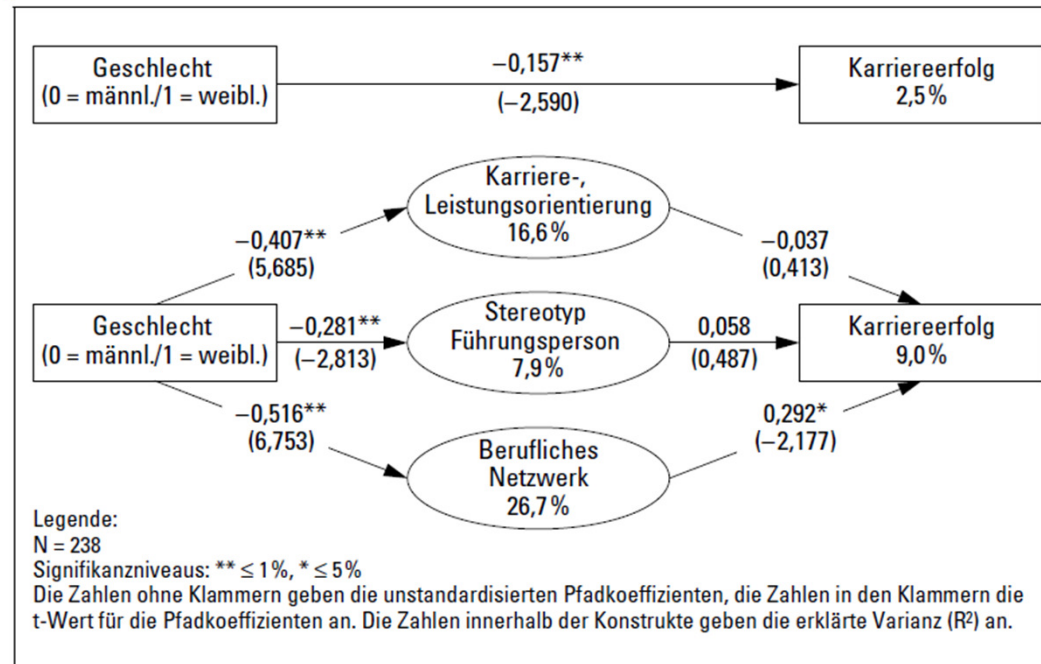 Geschlecht
(0 = männl./1 = weibl.)
−0,157**
(−2,590)
Karriereerfolg
2,5 %
Karriere-,
Leistungsorientierung
16,6 %
−0,407**
(5,685)
−0,037
(0,413)
Geschlecht
(0 = männl./1 = weibl.)
−0,281**
(−2,813)
Stereotyp
Führungsperson
7,9 %
0,058
(0,487)
Karriereerfolg
9,0 %
−0,516**
(6,753)
0,292*
(−2,177)
Berufliches
Netzwerk
26,7 %
Legende:
N = 238
Signifikanzniveaus: ** ≤ 1 %, * ≤ 5 %
Die Zahlen ohne Klammern geben die unstandardisierten Pfadkoeffizienten, die Zahlen in den Klammern die
t-Wert für die Pfadkoeffizienten an. Die Zahlen innerhalb der Konstrukte geben die erklärte Varianz (R²) an.